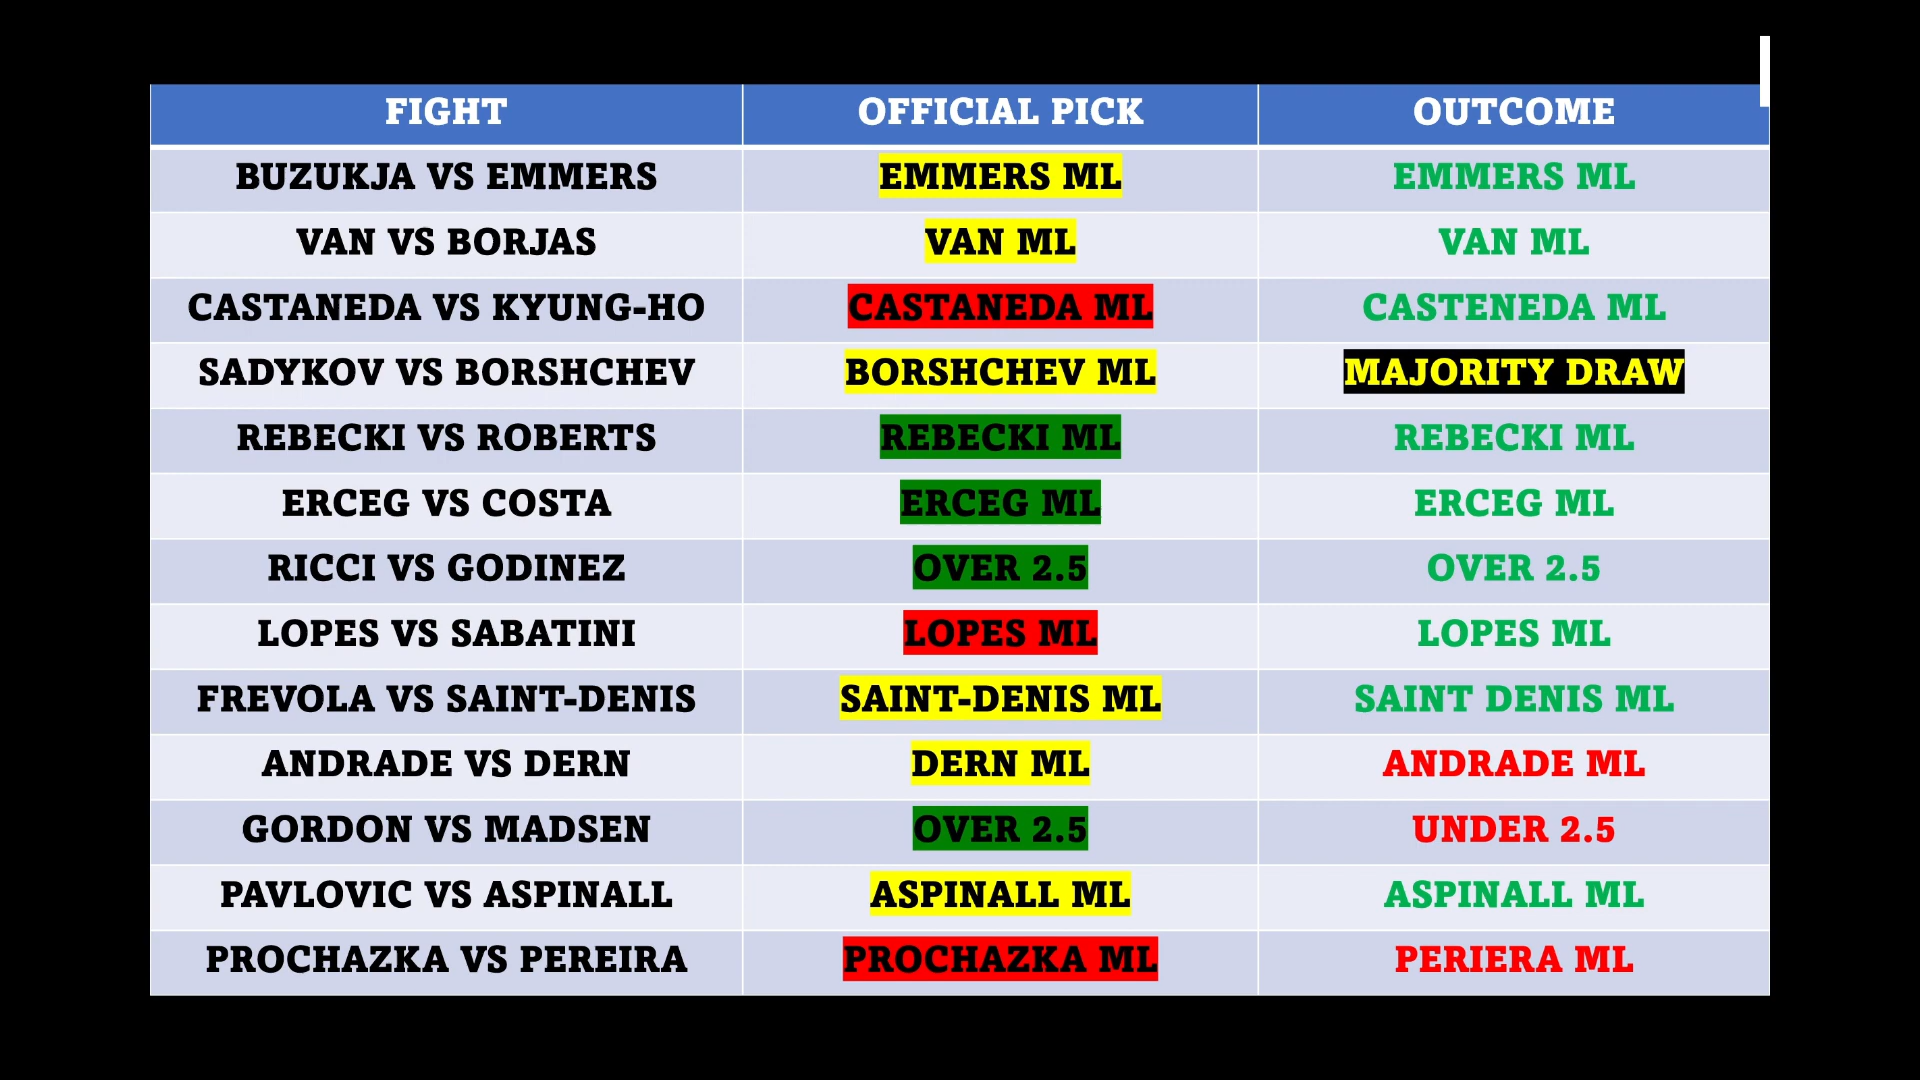 FIGHT OFFICIAL PICK OUTCOME
BUZUKJA VS EMMERS EMMERS ML EMMERS ML
VAN VS BORJAS VAN ML VAN ML
CASTANEDA VS KYUNG-HO CASTANEDA ML CASTENEDA ML
SADYKOV VS BORSHCHEV BORSHCHEV ML MAJORITY DRAW
REBECKI VS ROBERTS REBECKI ML REBECKI ML
ERCEG VS COSTA ERCEG ML ERCEG ML
RICCI VS GODINEZ OVER 2.5 OVER 2.5
LOPES VS SABATINI LOPES ML LOPES ML
FREVOLA VS SAINT-DENIS SAINT-DENIS ML SAINT DENIS ML
ANDRADE VS DERN DERN ML ANDRADE ML
GORDON VS MADSEN OVER 2.5 UNDER 2.5
PAVLOVIC VS ASPINALL ASPINALL ML ASPINALL ML
PROCHAZKA VS PEREIRA PROCHAZKA ML PERIERA ML